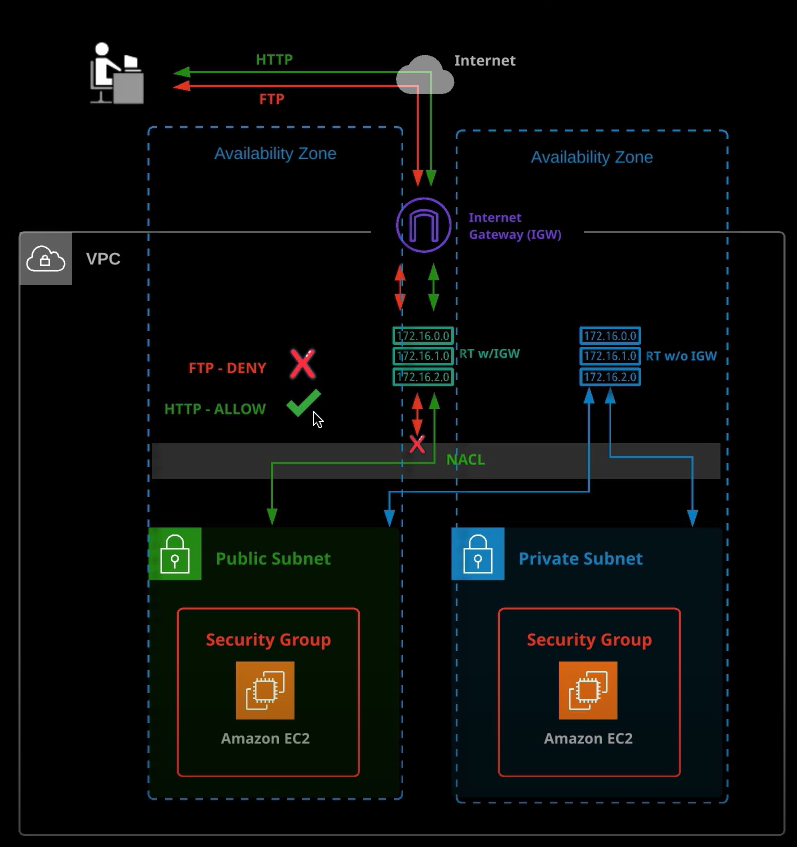 HTTP
Internet
FTP
Availability Zone
Availability Zone
Internet
Gateway (IGW)
VPC
172.16.0.0
172.16.1.0
172.16.2.0
RT w/IGW
172.16.0.0
172.16.1.0
172.16.2.0
RT w/o IGW
FTP - DENY
HTTP - ALLOW
NACL
Public Subnet
Private Subnet
Security Group
Amazon EC2
Security Group
Amazon EC2